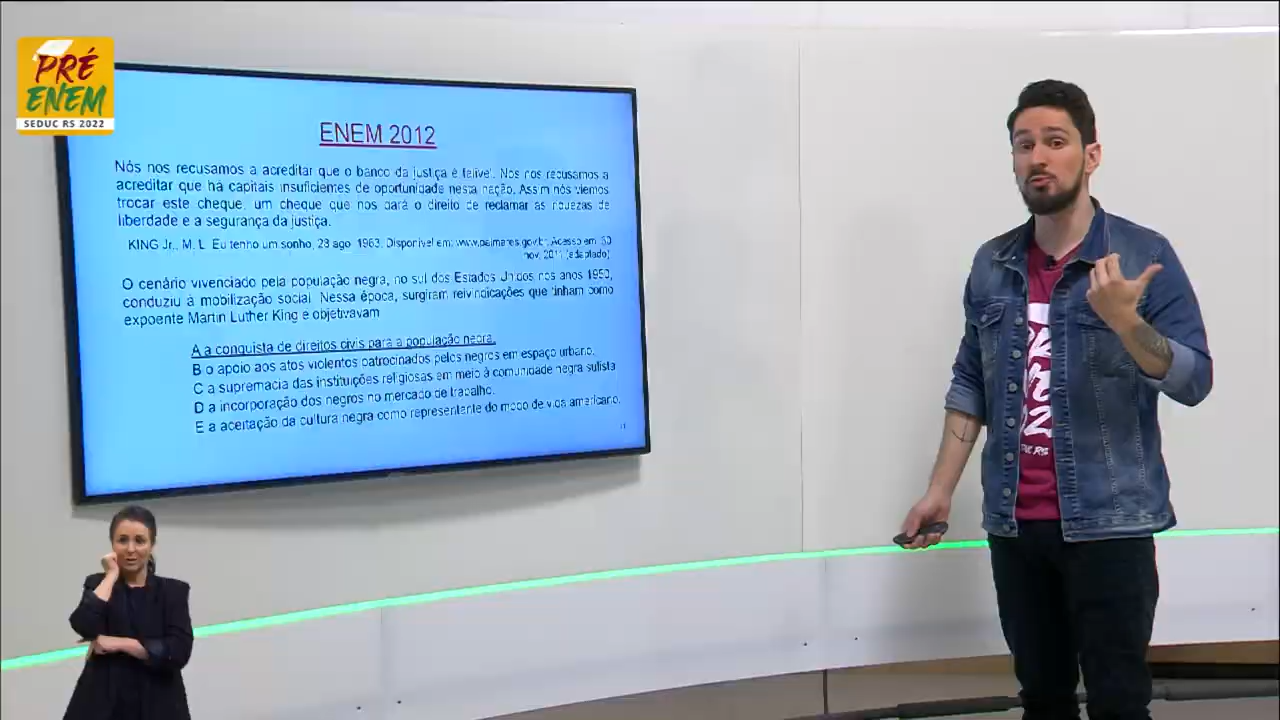 PRÉ
ENEM
SEDUC RS 2022
ENEM 2012
Nós nos recusamos a acreditar que o banco da justiça é falível. Nós nos recusamos a
acreditar que há capitais insuficientes de oportunidade nesta nação. Assim nós viemos
trocar este cheque, um cheque que nos dará o direito de reclamar as riquezas de
liberdade e a segurança da justiça.
KING Jr., M. L. Eu tenho um sonho, 28 ago. 1963. Disponível em: www.palmares.gov.br. Acesso em: 30
nov. 2011 (adaptado)
O cenário vivenciado pela população negra, no sul dos Estados Unidos nos anos 1950,
conduziu à mobilização social. Nessa época, surgiram reivindicações que tinham como
expoente Martin Luther King e objetivavam
A a conquista de direitos civis para a população negra.
B o apoio aos atos violentos patrocinados pelos negros em espaço urbano.
C a supremacia das instituições religiosas em meio à comunidade negra sulista
D a incorporação dos negros no mercado de trabalho.
E a aceitação da cultura negra como representante do modo de vida americano.